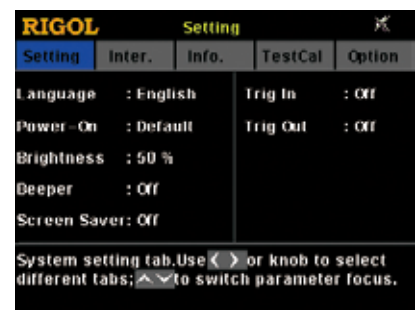 RIGOL Setting
Setting Inter. Info. TestCal Option
Language : English Trig In : Off
Power-On : Default Trig Out : Off
Brightness : 50 %
Beeper : Off
Screen Saver: Off
System setting tab.Use < > or knob to select
different tabs; ∧∨ to switch parameter focus.